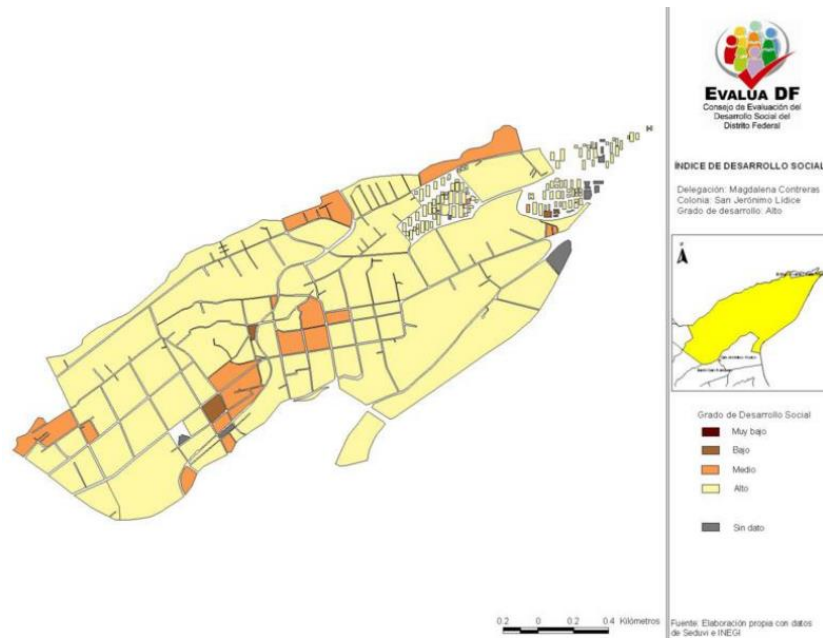 EVALUA DF
Consejo de Evaluación del
Desarrollo Social del
Distrito Federal
ÍNDICE DE DESARROLLO SOCIAL
Delegación: Magdalena Contreras
Colonia: San Jerónimo Lídice
Grado de desarrollo: Alto
Grado de Desarrollo Social
Muy bajo
Bajo
Medio
Alto
Sin dato
0.2 0 0.2 0.4 Kilómetros
Fuente: Elaboración propia con datos
de Seduvi e INEGI